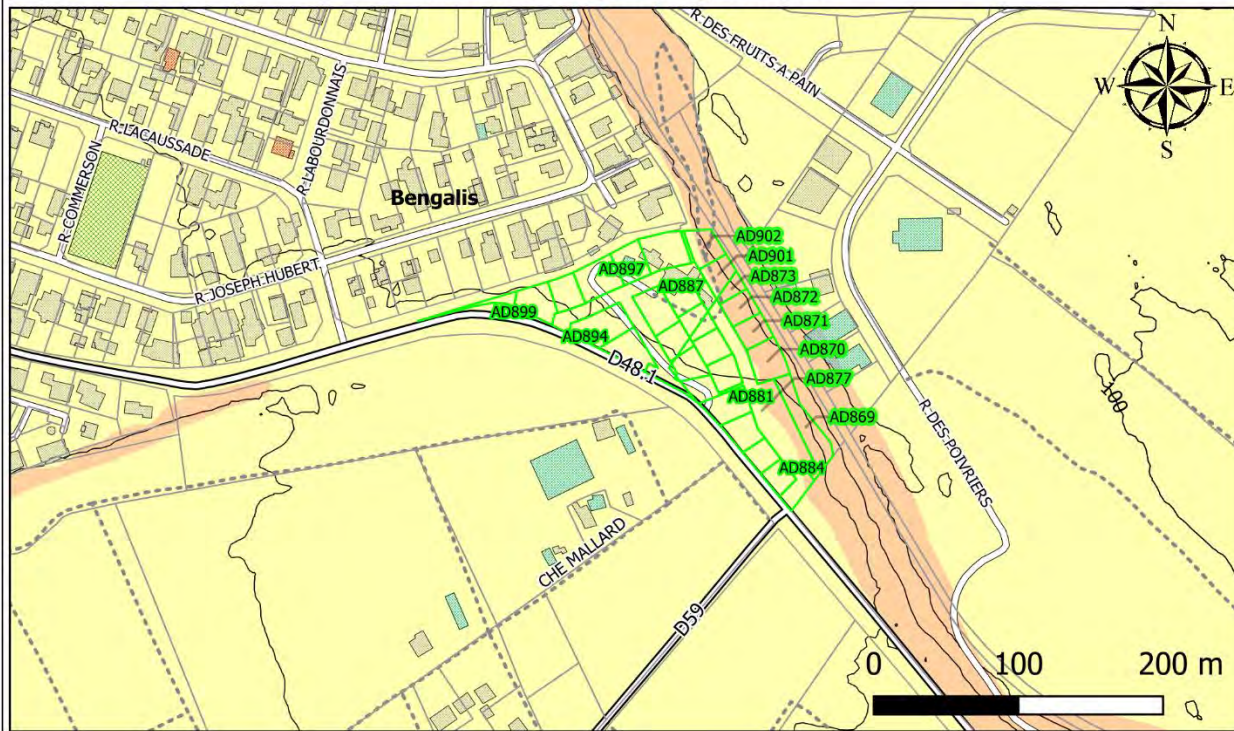 R·DES·FRUITS·A·PAIN
N
W
E
S
R·LACAUSSADE
R·LABOURDONNAIS
R·COMMERSON
Bengalis
R·JOSEPH·HUBERT
AD902
AD901
AD897
AD873
AD887
AD872
AD899
AD871
AD894
AD870
D48.1
AD877
AD881
100
AD869
R·DES·POIVRIERS
AD884
CHE MALLARD
D59
0 100 200 m